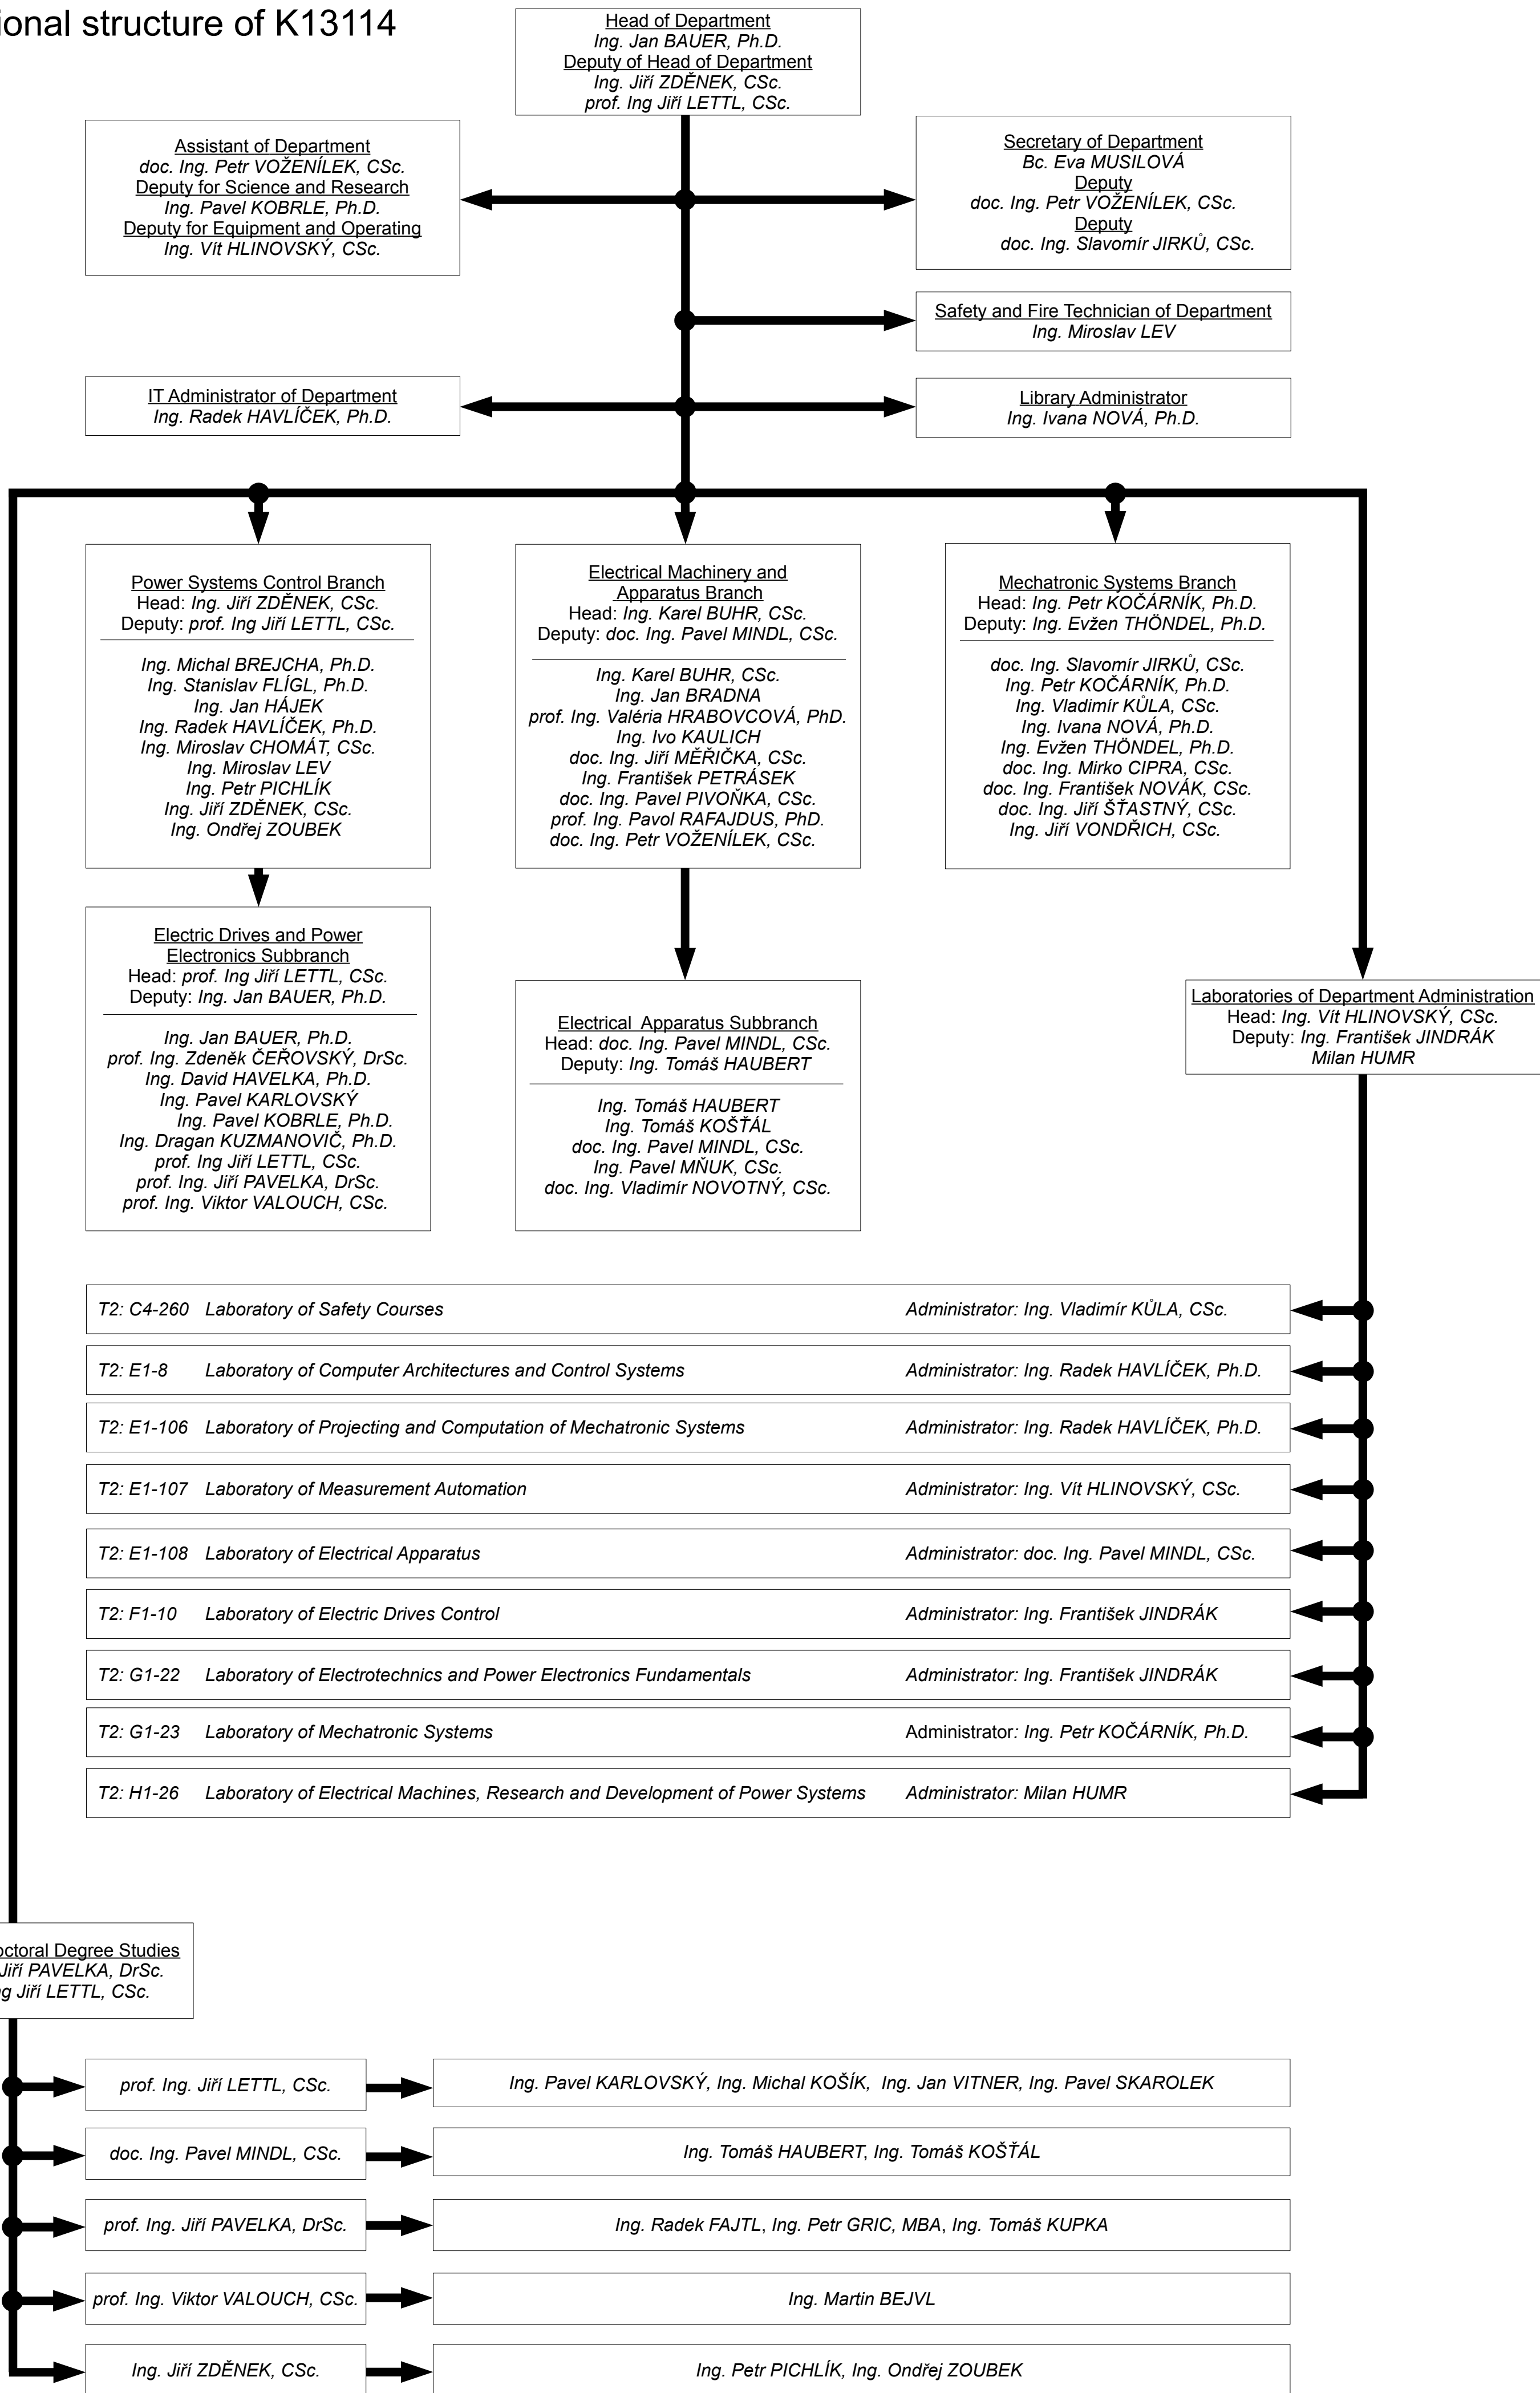 ional structure of K13114
Head of Department
Ing. Jan BAUER, Ph.D.
Deputy of Head of Department
Ing. Jiří ZDĚNEK, CSc.
prof. Ing Jiří LETTL, CSc.
Assistant of Department
doc. Ing. Petr VOŽENÍLEK, CSc.
Deputy for Science and Research
Ing. Pavel KOBRLE, Ph.D.
Deputy for Equipment and Operating
Ing. Vít HLINOVSKÝ, CSc.
Secretary of Department
Bc. Eva MUSILOVÁ
Deputy
doc. Ing. Petr VOŽENÍLEK, CSc.
Deputy
doc. Ing. Slavomír JIRKŮ, CSc.
Safety and Fire Technician of Department
Ing. Miroslav LEV
IT Administrator of Department
Ing. Radek HAVLÍČEK, Ph.D.
Library Administrator
Ing. Ivana NOVÁ, Ph.D.
Power Systems Control Branch
Head: Ing. Jiří ZDĚNEK, CSc.
Deputy: prof. Ing Jiří LETTL, CSc.
Ing. Michal BREJCHA, Ph.D.
Ing. Stanislav FLÍGL, Ph.D.
Ing. Jan HÁJEK
Ing. Radek HAVLÍČEK, Ph.D.
Ing. Miroslav CHOMÁT, CSc.
Ing. Miroslav LEV
Ing. Petr PICHLÍK
Ing. Jiří ZDĚNEK, CSc.
Ing. Ondřej ZOUBEK
Electrical Machinery and
Apparatus Branch
Head: Ing. Karel BUHR, CSc.
Deputy: doc. Ing. Pavel MINDL, CSc.
Ing. Karel BUHR, CSc.
Ing. Jan BRADNA
prof. Ing. Valéria HRABOVCOVÁ, PhD.
Ing. Ivo KAULICH
doc. Ing. Jiří MĚŘIČKA, CSc.
Ing. František PETRÁSEK
doc. Ing. Pavel PIVOŇKA, CSc.
prof. Ing. Pavol RAFAJDUS, PhD.
doc. Ing. Petr VOŽENÍLEK, CSc.
Mechatronic Systems Branch
Head: Ing. Petr KOČÁRNÍK, Ph.D.
Deputy: Ing. Evžen THÖNDEL, Ph.D.
doc. Ing. Slavomír JIRKŮ, CSc.
Ing. Petr KOČÁRNÍK, Ph.D.
Ing. Vladimír KŮLA, CSc.
Ing. Ivana NOVÁ, Ph.D.
Ing. Evžen THÖNDEL, Ph.D.
doc. Ing. Mirko CIPRA, CSc.
doc. Ing. František NOVÁK, CSc.
doc. Ing. Jiří ŠŤASTNÝ, CSc.
Ing. Jiří VONDŘICH, CSc.
Electric Drives and Power
Electronics Subbranch
Head: prof. Ing Jiří LETTL, CSc.
Deputy: Ing. Jan BAUER, Ph.D.
Ing. Jan BAUER, Ph.D.
prof. Ing. Zdeněk ČEŘOVSKÝ, DrSc.
Ing. David HAVELKA, Ph.D.
Ing. Pavel KARLOVSKÝ
Ing. Pavel KOBRLE, Ph.D.
Ing. Dragan KUZMANOVIČ, Ph.D.
prof. Ing Jiří LETTL, CSc.
prof. Ing. Jiří PAVELKA, DrSc.
prof. Ing. Viktor VALOUCH, CSc.
Electrical Apparatus Subbranch
Head: doc. Ing. Pavel MINDL, CSc.
Deputy: Ing. Tomáš HAUBERT
Ing. Tomáš HAUBERT
Ing. Tomáš KOŠŤÁL
doc. Ing. Pavel MINDL, CSc.
Ing. Pavel MŇUK, CSc.
doc. Ing. Vladimír NOVOTNÝ, CSc.
Laboratories of Department Administration
Head: Ing. Vít HLINOVSKÝ, CSc.
Deputy: Ing. František JINDRÁK
Milan HUMR
T2: C4-260 Laboratory of Safety Courses Administrator: Ing. Vladimír KŮLA, CSc.
T2: E1-8 Laboratory of Computer Architectures and Control Systems Administrator: Ing. Radek HAVLÍČEK, Ph.D.
T2: E1-106 Laboratory of Projecting and Computation of Mechatronic Systems Administrator: Ing. Radek HAVLÍČEK, Ph.D.
T2: E1-107 Laboratory of Measurement Automation Administrator: Ing. Vít HLINOVSKÝ, CSc.
T2: E1-108 Laboratory of Electrical Apparatus Administrator: doc. Ing. Pavel MINDL, CSc.
T2: F1-10 Laboratory of Electric Drives Control Administrator: Ing. František JINDRÁK
T2: G1-22 Laboratory of Electrotechnics and Power Electronics Fundamentals Administrator: Ing. František JINDRÁK
T2: G1-23 Laboratory of Mechatronic Systems Administrator: Ing. Petr KOČÁRNÍK, Ph.D.
T2: H1-26 Laboratory of Electrical Machines, Research and Development of Power Systems Administrator: Milan HUMR
octoral Degree Studies
Jiří PAVELKA, DrSc.
g Jiří LETTL, CSc.
prof. Ing. Jiří LETTL, CSc.
Ing. Pavel KARLOVSKÝ, Ing. Michal KOŠÍK, Ing. Jan VITNER, Ing. Pavel SKAROLEK
doc. Ing. Pavel MINDL, CSc.
Ing. Tomáš HAUBERT, Ing. Tomáš KOŠŤÁL
prof. Ing. Jiří PAVELKA, DrSc.
Ing. Radek FAJTL, Ing. Petr GRIC, MBA, Ing. Tomáš KUPKA
prof. Ing. Viktor VALOUCH, CSc.
Ing. Martin BEJVL
Ing. Jiří ZDĚNEK, CSc.
Ing. Petr PICHLÍK, Ing. Ondřej ZOUBEK